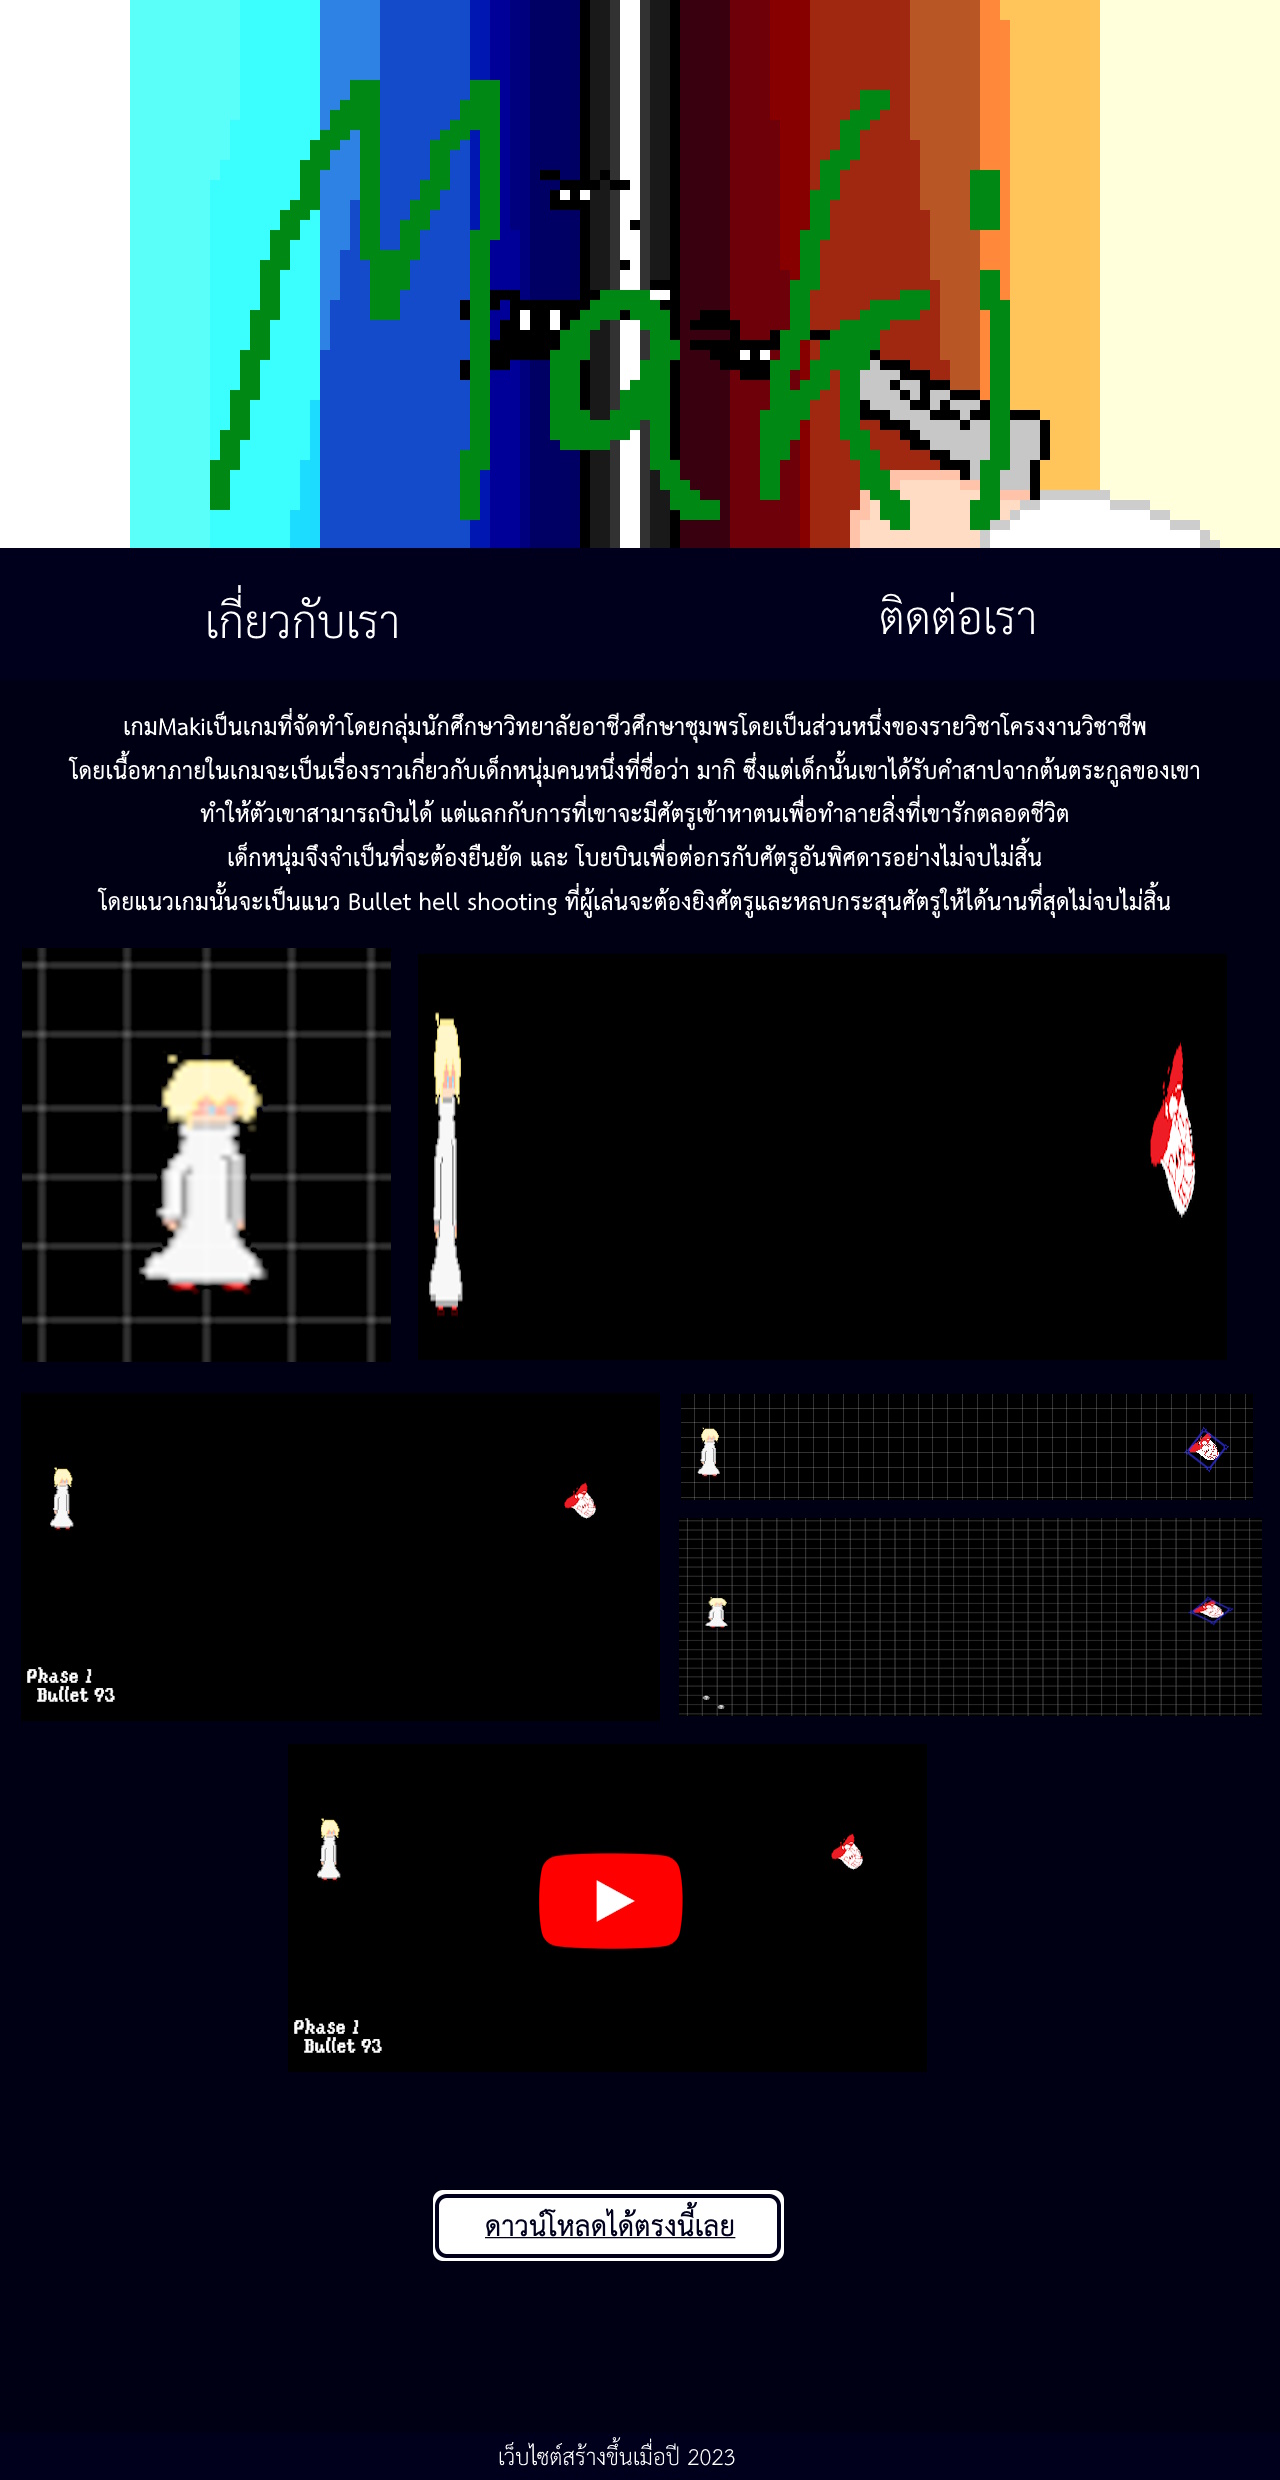 Maki
เกี่ยวกับเรา
ติดต่อเรา
เกมMakiเป็นเกมที่จัดทำโดยกลุ่มนักศึกษาวิทยาลัยอาชีวศึกษาชุมพรโดยเป็นส่วนหนึ่งของรายวิชาโครงงานวิชาชีพ
โดยเนื้อหาภายในเกมจะเป็นเรื่องราวเกี่ยวกับเด็กหนุ่มคนหนึ่งที่ชื่อว่า มากิ ซึ่งแต่เด็กนั้นเขาได้รับคำสาปจากต้นตระกูลของเขา
ทำให้ตัวเขาสามารถบินได้ แต่แลกกับการที่เขาจะมีศัตรูเข้าหาตนเพื่อทำลายสิ่งที่เขารักตลอดชีวิต
เด็กหนุ่มจึงจำเป็นที่จะต้องยืนยัด และ โบยบินเพื่อต่อกรกับศัตรูอันพิศดารอย่างไม่จบไม่สิ้น
โดยแนวเกมนั้นจะเป็นแนว Bullet hell shooting ที่ผู้เล่นจะต้องยิงศัตรูและหลบกระสุนศัตรูให้ได้นานที่สุดไม่จบไม่สิ้น
Phase 1
Bullet 93
Phase 1
Bullet 93
ดาวน์โหลดได้ตรงนี้เลย
เว็บไซต์สร้างขึ้นเมื่อปี 2023